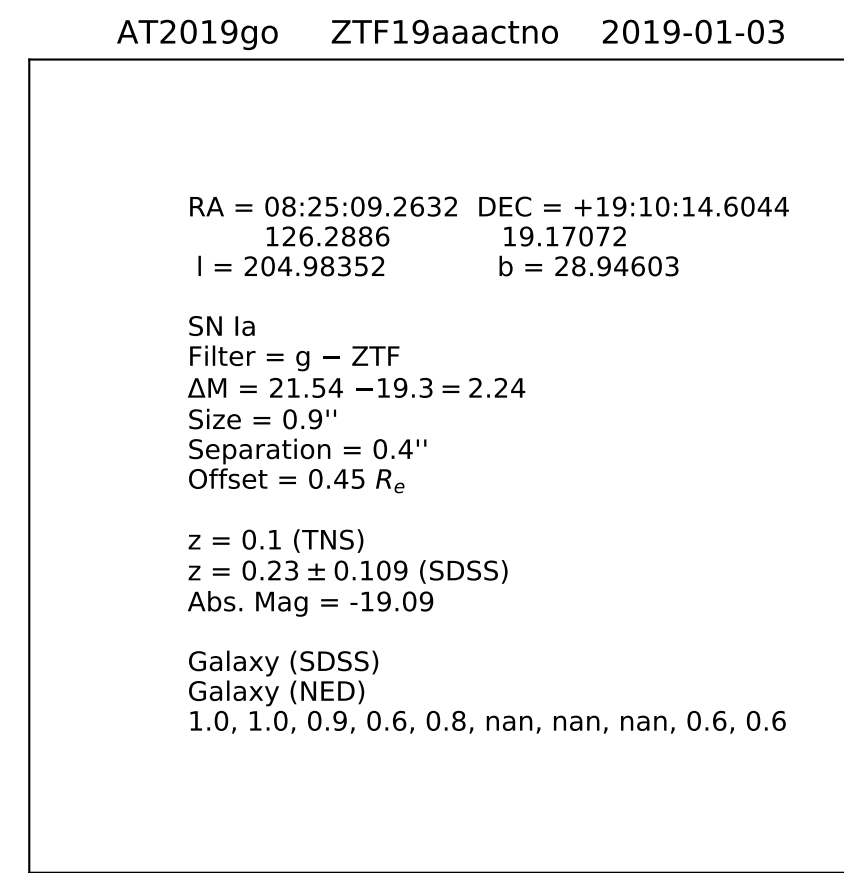 AT2019go ZTF19aaactno 2019-01-03
RA = 08:25:09.2632 DEC = +19:10:14.6044
126.2886 19.17072
l = 204.98352 b = 28.94603
SN Ia
Filter = g − ZTF
ΔM = 21.54 −19.3 = 2.24
Size = 0.9''
Separation = 0.4''
Offset = 0.45 Rₑ
z = 0.1 (TNS)
z = 0.23 ± 0.109 (SDSS)
Abs. Mag = -19.09
Galaxy (SDSS)
Galaxy (NED)
1.0, 1.0, 0.9, 0.6, 0.8, nan, nan, nan, 0.6, 0.6